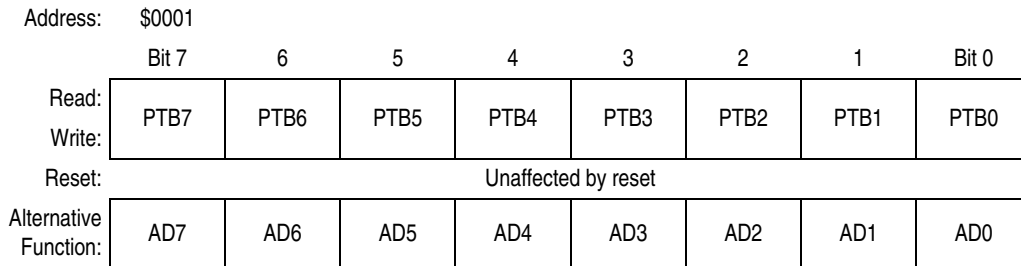 Address: $0001
Bit 7 6 5 4 3 2 1 Bit 0
Read:
PTB7 PTB6 PTB5 PTB4 PTB3 PTB2 PTB1 PTB0
Write:
Reset: Unaffected by reset
Alternative
Function:
AD7 AD6 AD5 AD4 AD3 AD2 AD1 AD0